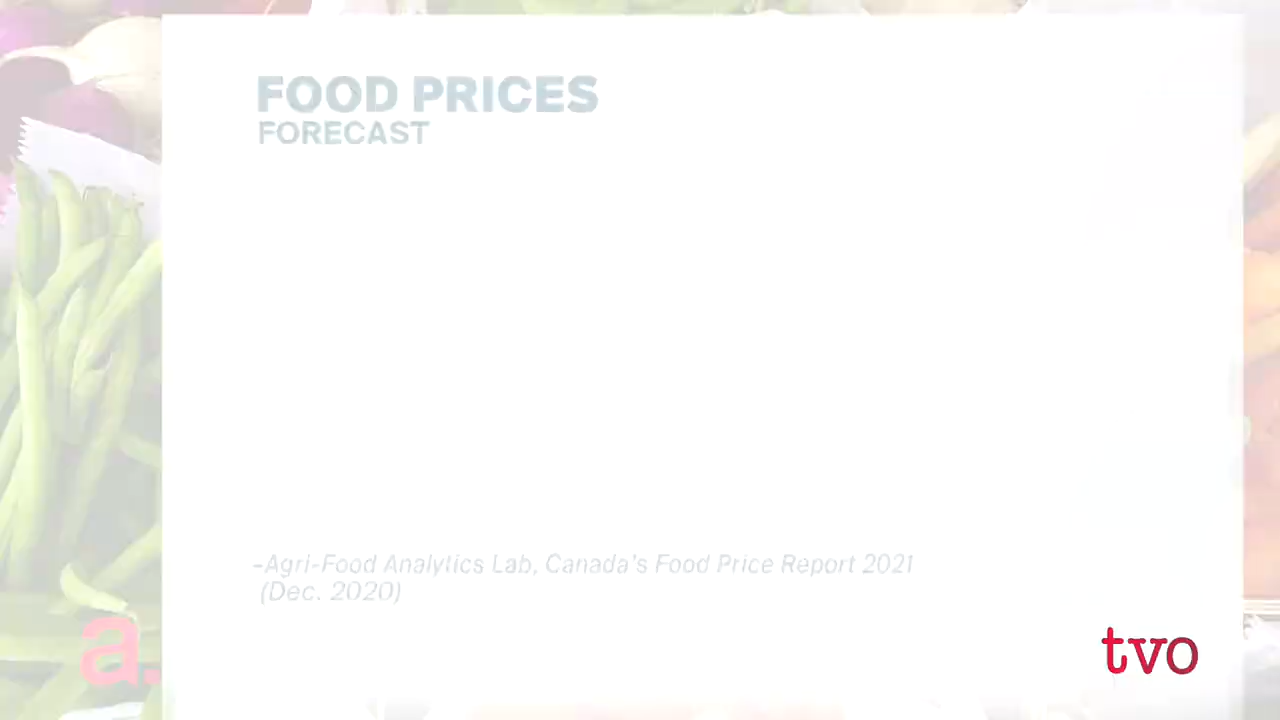 FOOD PRICES
FORECAST
–Agri-Food Analytics Lab, Canada's Food Price Report 2021
(Dec. 2020)
a.
tvo